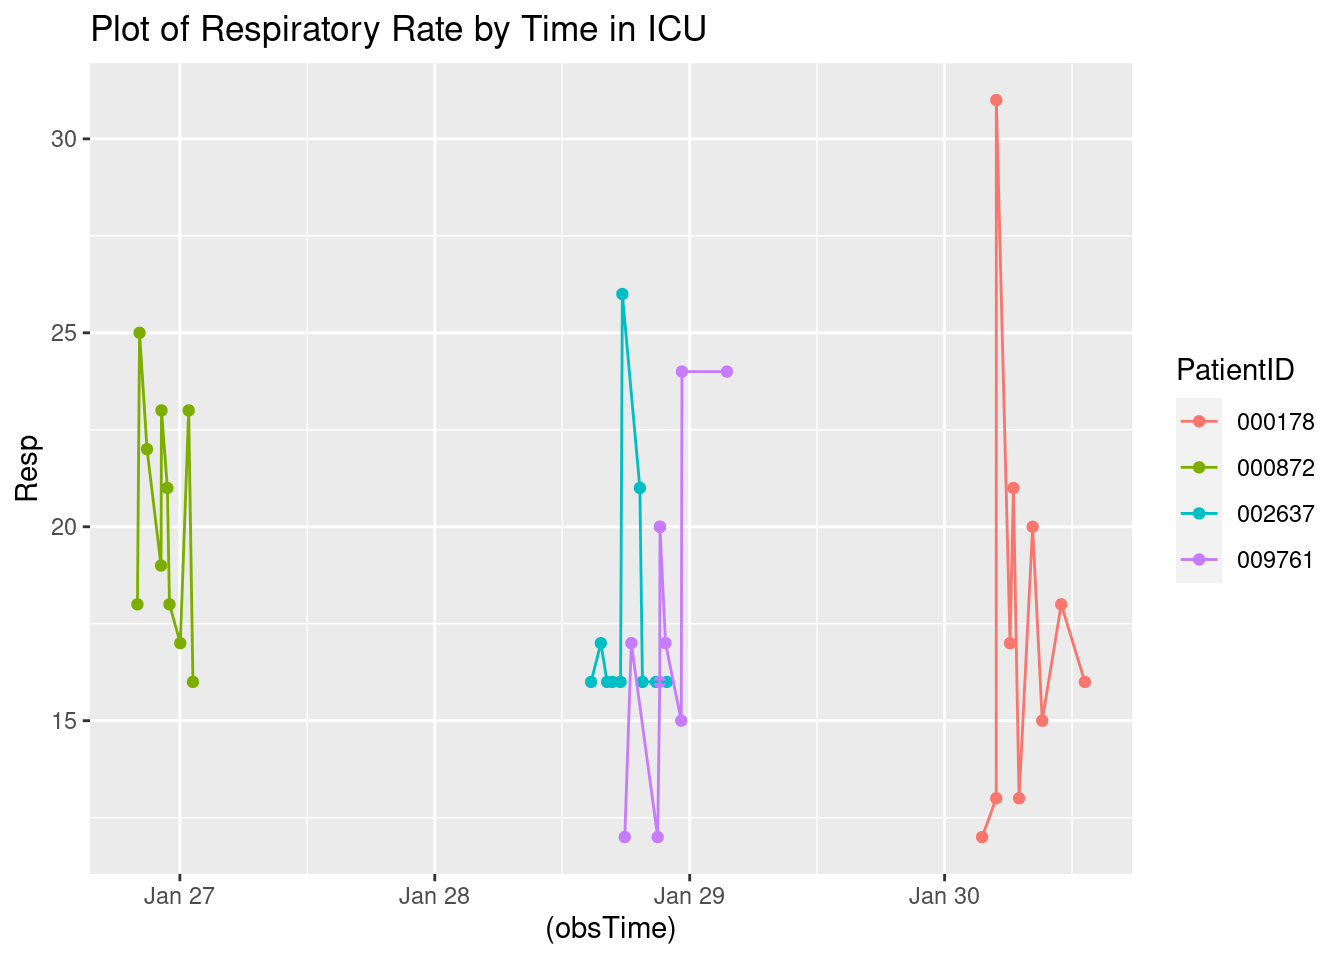 Plot of Respiratory Rate by Time in ICU
30
25
20
15
Resp
Jan 27
Jan 28
Jan 29
Jan 30
(obsTime)
PatientID
000178
000872
002637
009761